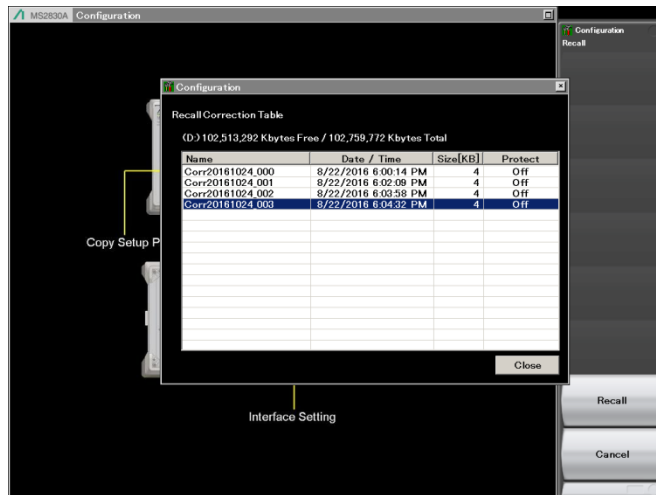 MS2830A Configuration
Configuration
Recall
Configuration
Recall Correction Table
(D:) 102,513,292 Kbytes Free / 102,759,772 Kbytes Total
Name Date / Time Size[KB] Protect
Corr20161024_000 8/22/2016 6:00:14 PM 4 Off
Corr20161024_001 8/22/2016 6:02:09 PM 4 Off
Corr20161024_002 8/22/2016 6:03:58 PM 4 Off
Corr20161024_003 8/22/2016 6:04:32 PM 4 Off
Copy Setup P
Close
Interface Setting
Recall
Cancel